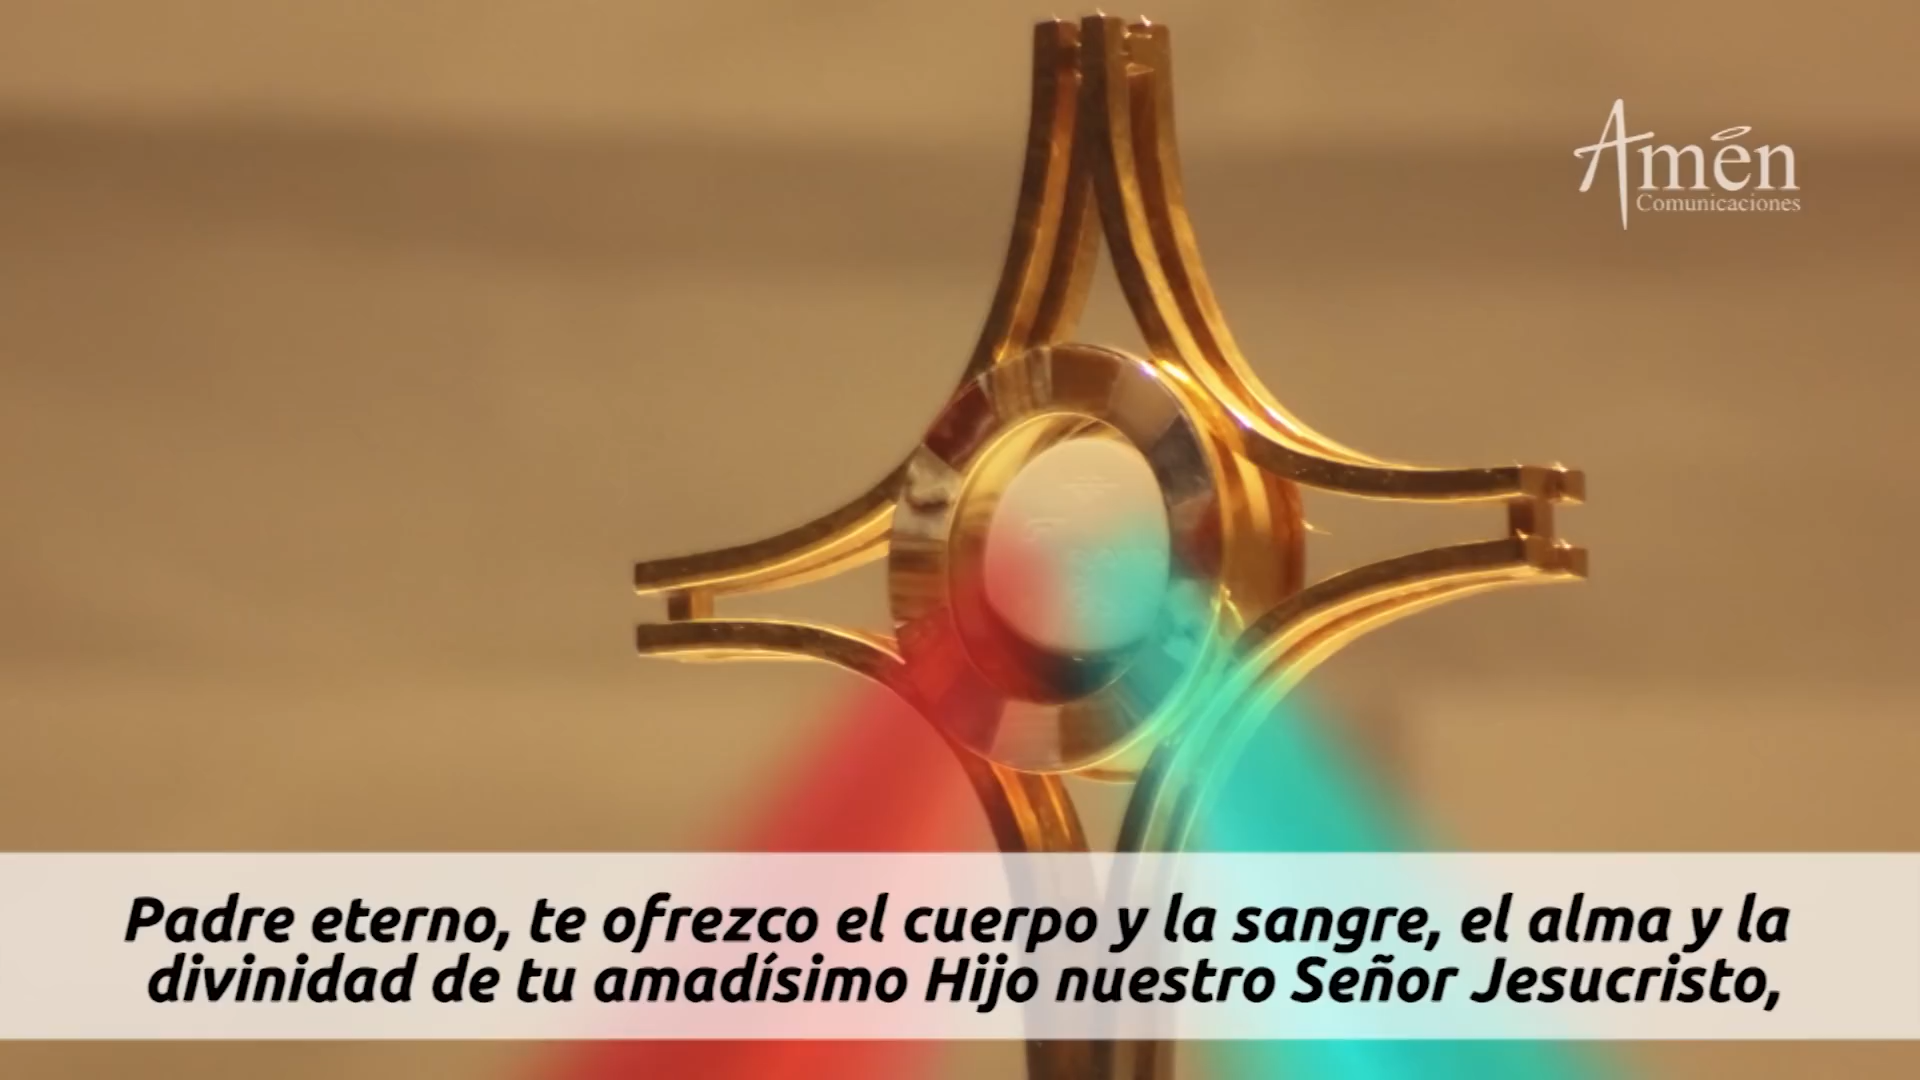 Amén
Comunicaciones
Padre eterno, te ofrezco el cuerpo y la sangre, el alma y la
divinidad de tu amadísimo Hijo nuestro Señor Jesucristo,